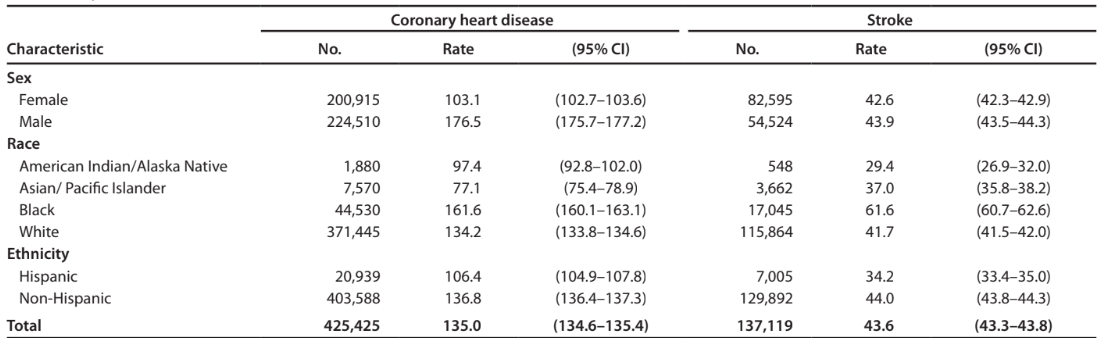 Coronary heart disease Stroke
Characteristic No. Rate (95% CI) No. Rate (95% CI)
Sex
Female 200,915 103.1 (102.7–103.6) 82,595 42.6 (42.3–42.9)
Male 224,510 176.5 (175.7–177.2) 54,524 43.9 (43.5–44.3)
Race
American Indian/Alaska Native 1,880 97.4 (92.8–102.0) 548 29.4 (26.9–32.0)
Asian/ Pacific Islander 7,570 77.1 (75.4–78.9) 3,662 37.0 (35.8–38.2)
Black 44,530 161.6 (160.1–163.1) 17,045 61.6 (60.7–62.6)
White 371,445 134.2 (133.8–134.6) 115,864 41.7 (41.5–42.0)
Ethnicity
Hispanic 20,939 106.4 (104.9–107.8) 7,005 34.2 (33.4–35.0)
Non-Hispanic 403,588 136.8 (136.4–137.3) 129,892 44.0 (43.8–44.3)
Total 425,425 135.0 (134.6–135.4) 137,119 43.6 (43.3–43.8)